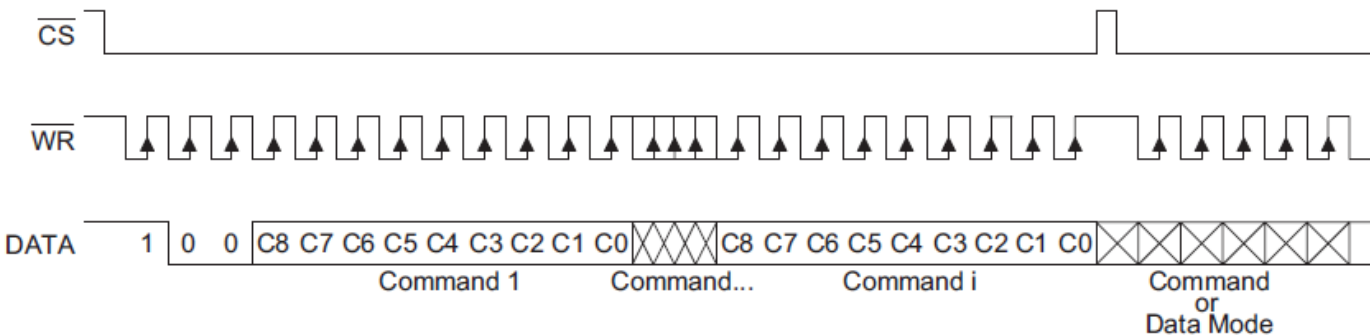 CS
WR
DATA 1 0 0 C8 C7 C6 C5 C4 C3 C2 C1 C0 C8 C7 C6 C5 C4 C3 C2 C1 C0
Command 1 Command... Command i Command
or
Data Mode